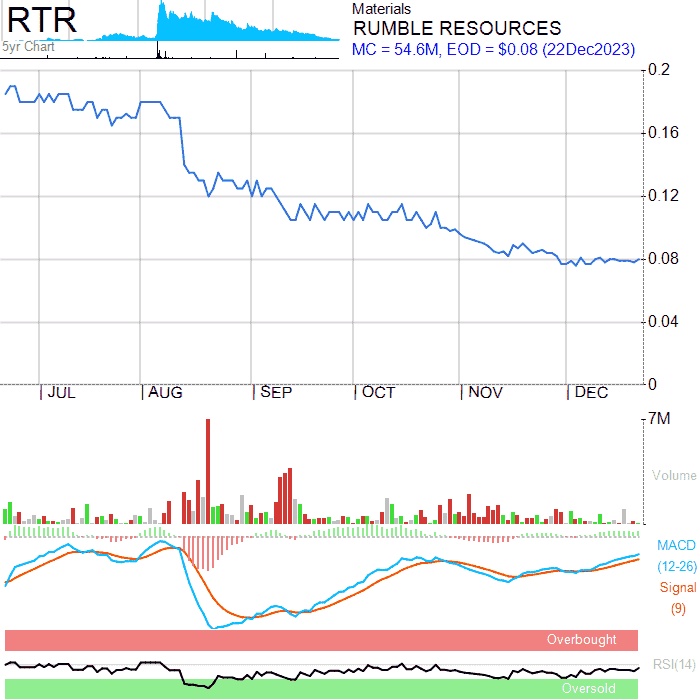 RTR
5yr Chart
Materials
RUMBLE RESOURCES
MC = 54.6M, EOD = $0.08 (22Dec2023)
0.2
0.16
0.12
0.08
0.04
0
JUL AUG SEP OCT NOV DEC
7M
Volume
MACD
(12-26)
Signal
(9)
Overbought
RSI(14)
Oversold